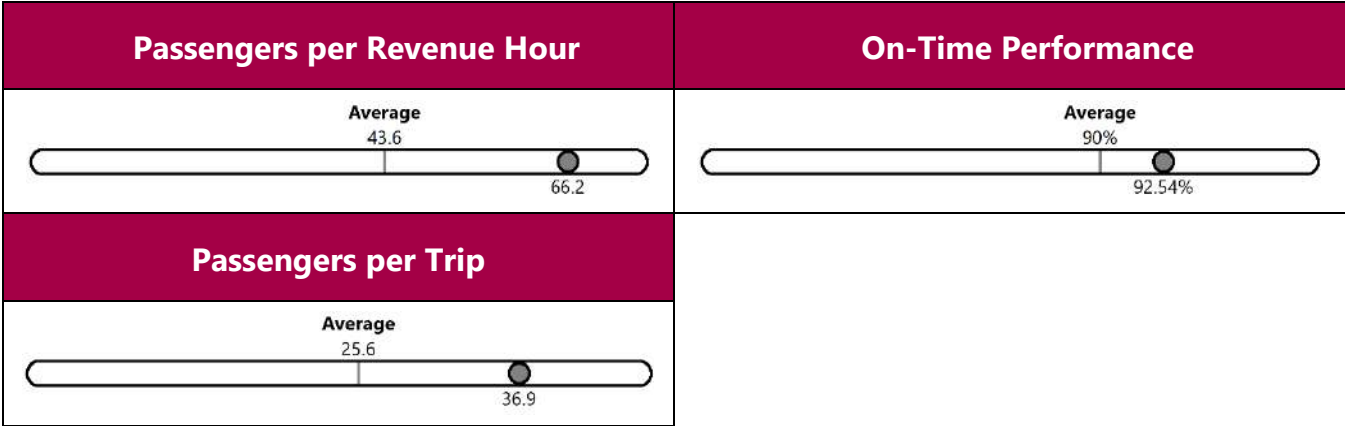 Passengers per Revenue Hour
On-Time Performance
Average
43.6
66.2
Average
90%
92.54%
Passengers per Trip
Average
25.6
36.9